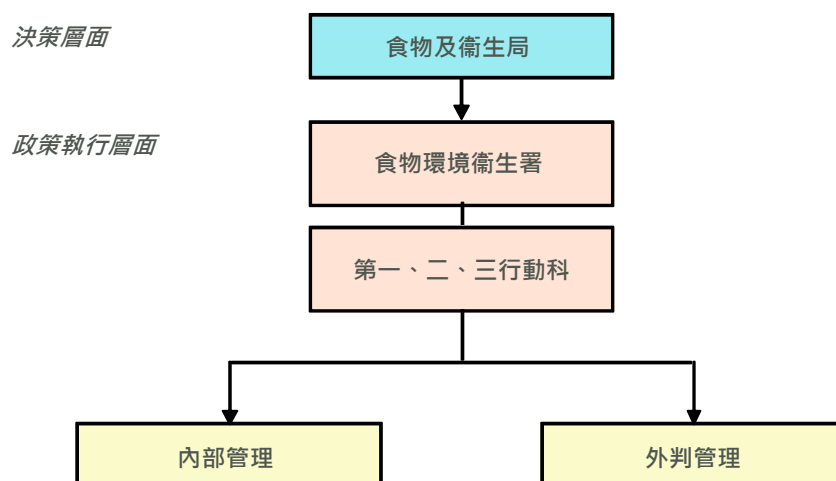 決策層面
食物及衞生局
政策執行層面
食物環境衞生署
第一、二、三行動科
內部管理
外判管理